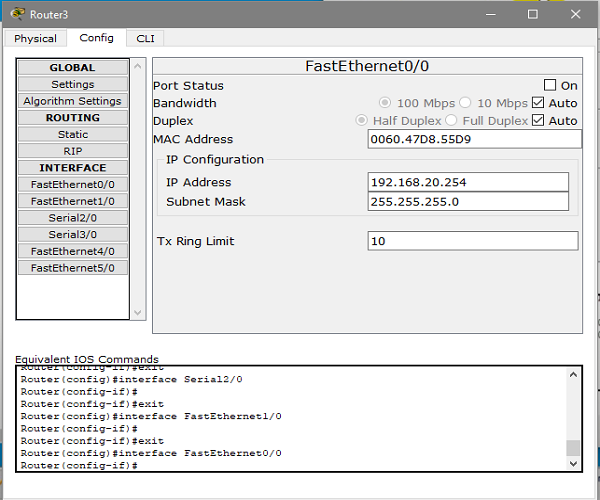 Router3
Physical Config CLI
GLOBAL
Settings
Algorithm Settings
ROUTING
Static
RIP
INTERFACE
FastEthernet0/0
FastEthernet1/0
Serial2/0
Serial3/0
FastEthernet4/0
FastEthernet5/0
FastEthernet0/0
Port Status On
Bandwidth 100 Mbps 10 Mbps Auto
Duplex Half Duplex Full Duplex Auto
MAC Address 0060.47D8.55D9
IP Configuration
IP Address 192.168.20.254
Subnet Mask 255.255.255.0
Tx Ring Limit 10
Equivalent IOS Commands
Router(config-if)#exit
Router(config)#interface Serial2/0
Router(config-if)#
Router(config-if)#exit
Router(config)#interface FastEthernet1/0
Router(config-if)#
Router(config-if)#exit
Router(config)#interface FastEthernet0/0
Router(config-if)#